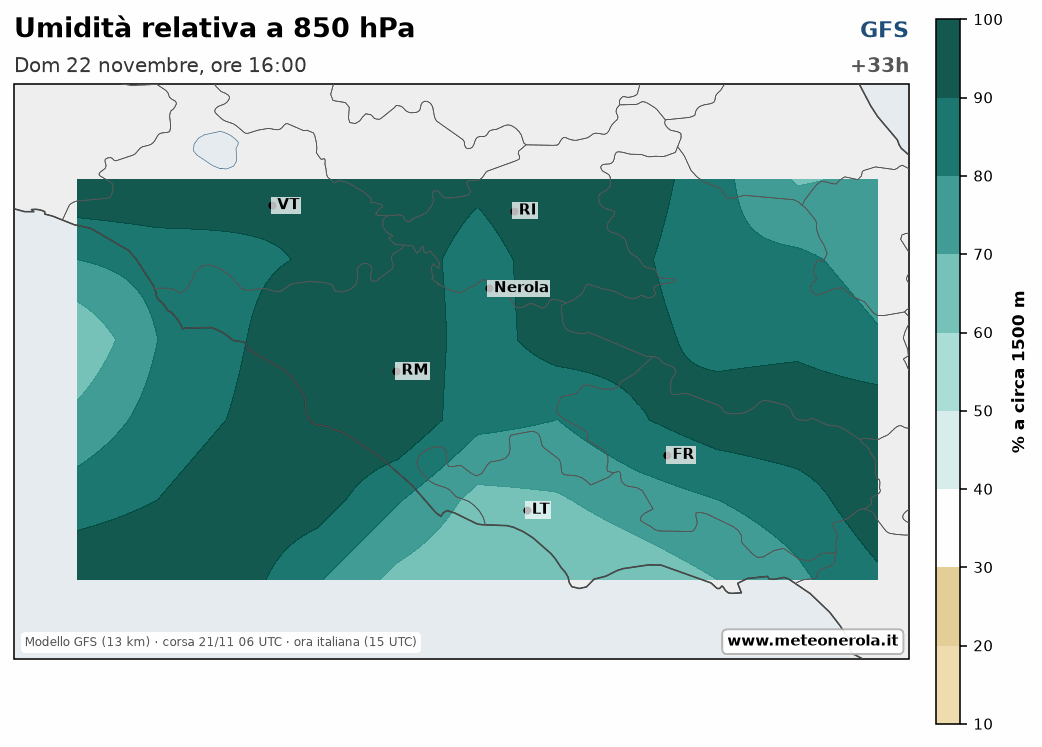 Umidità relativa a 850 hPa
GFS
Dom 22 novembre, ore 16:00
+33h
100
90
80
70
60
50
40
30
20
10
% a circa 1500 m
VT
RI
Nerola
RM
FR
LT
Modello GFS (13 km) · corsa 21/11 06 UTC · ora italiana (15 UTC)
www.meteonerola.it